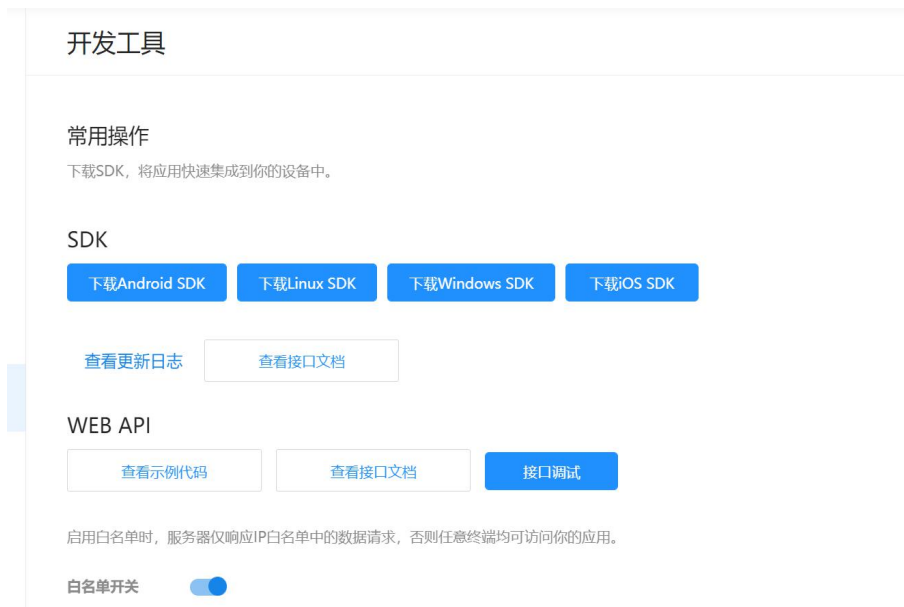 开发工具
常用操作
下载SDK，将应用快速集成到你的设备中。
SDK
下载Android SDK 下载Linux SDK 下载Windows SDK 下载iOS SDK
查看更新日志 查看接口文档
WEB API
查看示例代码 查看接口文档 接口调试
启用白名单时，服务器仅响应IP白名单中的数据请求，否则任意终端均可访问你的应用。
白名单开关